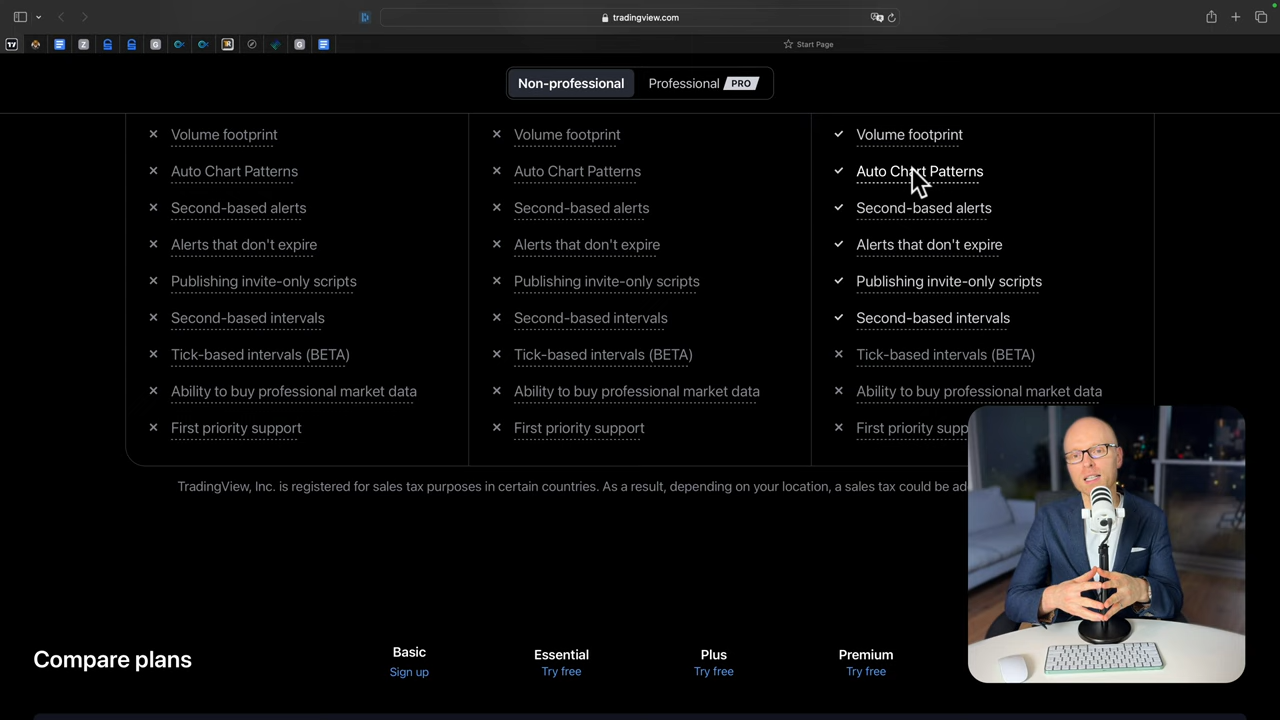 tradingview.com
Start Page
Non-professional
Professional PRO
Volume footprint
Auto Chart Patterns
Second-based alerts
Alerts that don't expire
Publishing invite-only scripts
Second-based intervals
Tick-based intervals (BETA)
Ability to buy professional market data
First priority support
Volume footprint
Auto Chart Patterns
Second-based alerts
Alerts that don't expire
Publishing invite-only scripts
Second-based intervals
Tick-based intervals (BETA)
Ability to buy professional market data
First priority support
Volume footprint
Auto Chart Patterns
Second-based alerts
Alerts that don't expire
Publishing invite-only scripts
Second-based intervals
Tick-based intervals (BETA)
Ability to buy professional market data
First priority supp
TradingView, Inc. is registered for sales tax purposes in certain countries. As a result, depending on your location, a sales tax could be ad
Compare plans
Basic
Sign up
Essential
Try free
Plus
Try free
Premium
Try free